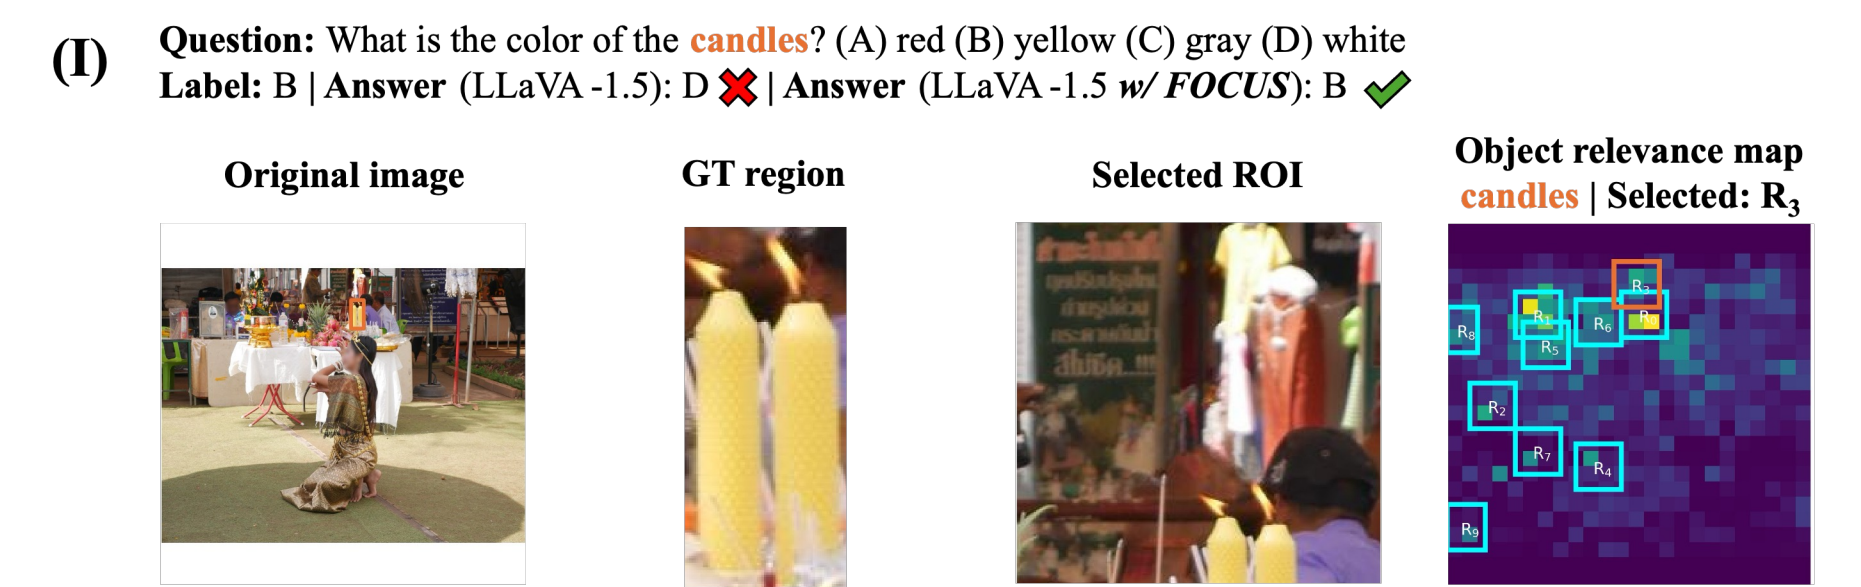 (I)
Question: What is the color of the candles? (A) red (B) yellow (C) gray (D) white
Label: B | Answer (LLaVA -1.5): D ❌ | Answer (LLaVA -1.5 w/ FOCUS): B ✔
Original image
GT region
Selected ROI
Object relevance map
candles | Selected: R3
R3
R1
R6
R8
R5
R2
R7
R4
R9